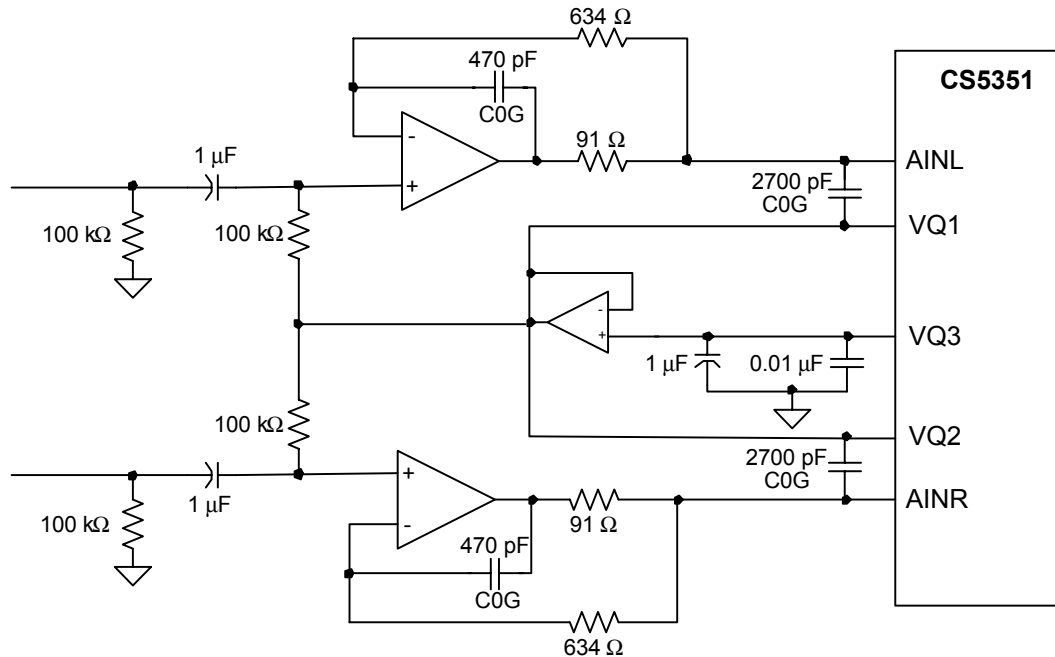 634 Ω
470 pF
C0G
-
+
91 Ω
1 μF
100 kΩ
100 kΩ
CS5351
AINL
2700 pF
C0G
VQ1
-
+
VQ3
1 μF
0.01 μF
100 kΩ
VQ2
2700 pF
C0G
AINR
1 μF
100 kΩ
+
-
91 Ω
470 pF
C0G
634 Ω